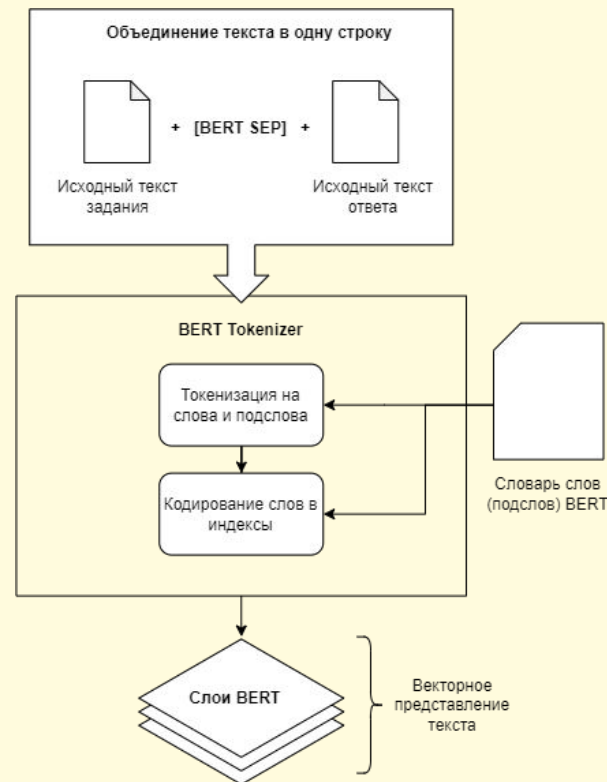 Объединение текста в одну строку
+ [BERT SEP] +
Исходный текст
задания
Исходный текст
ответа
BERT Tokenizer
Токенизация на
слова и подслова
Кодирование слов в
индексы
Словарь слов
(подслов) BERT
Слои BERT
Векторное
представление
текста